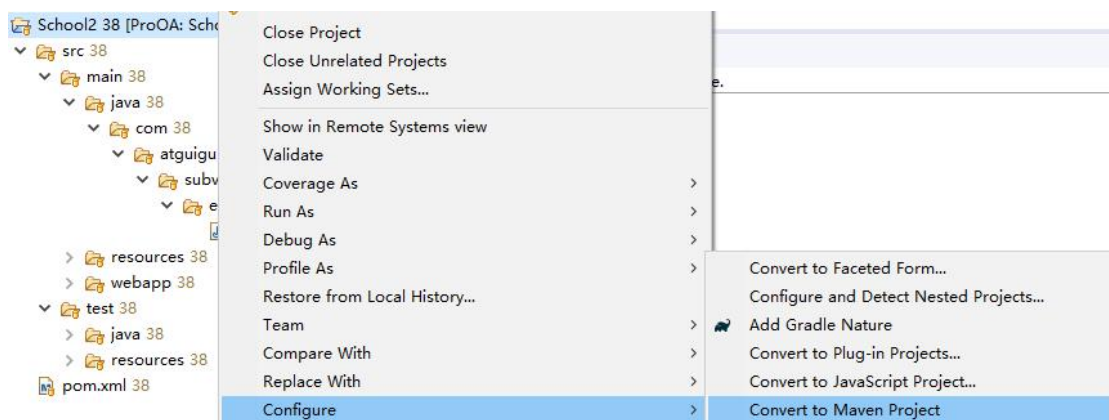 School2 38 [ProOA: Scho
src 38
main 38
java 38
com 38
atguigu
subv
e
resources 38
webapp 38
test 38
java 38
resources 38
pom.xml 38
Close Project
Close Unrelated Projects
Assign Working Sets...
Show in Remote Systems view
Validate
Coverage As
Run As
Debug As
Profile As
Restore from Local History...
Team
Compare With
Replace With
Configure
e.
Convert to Faceted Form...
Configure and Detect Nested Projects...
Add Gradle Nature
Convert to Plug-in Projects...
Convert to JavaScript Project...
Convert to Maven Project